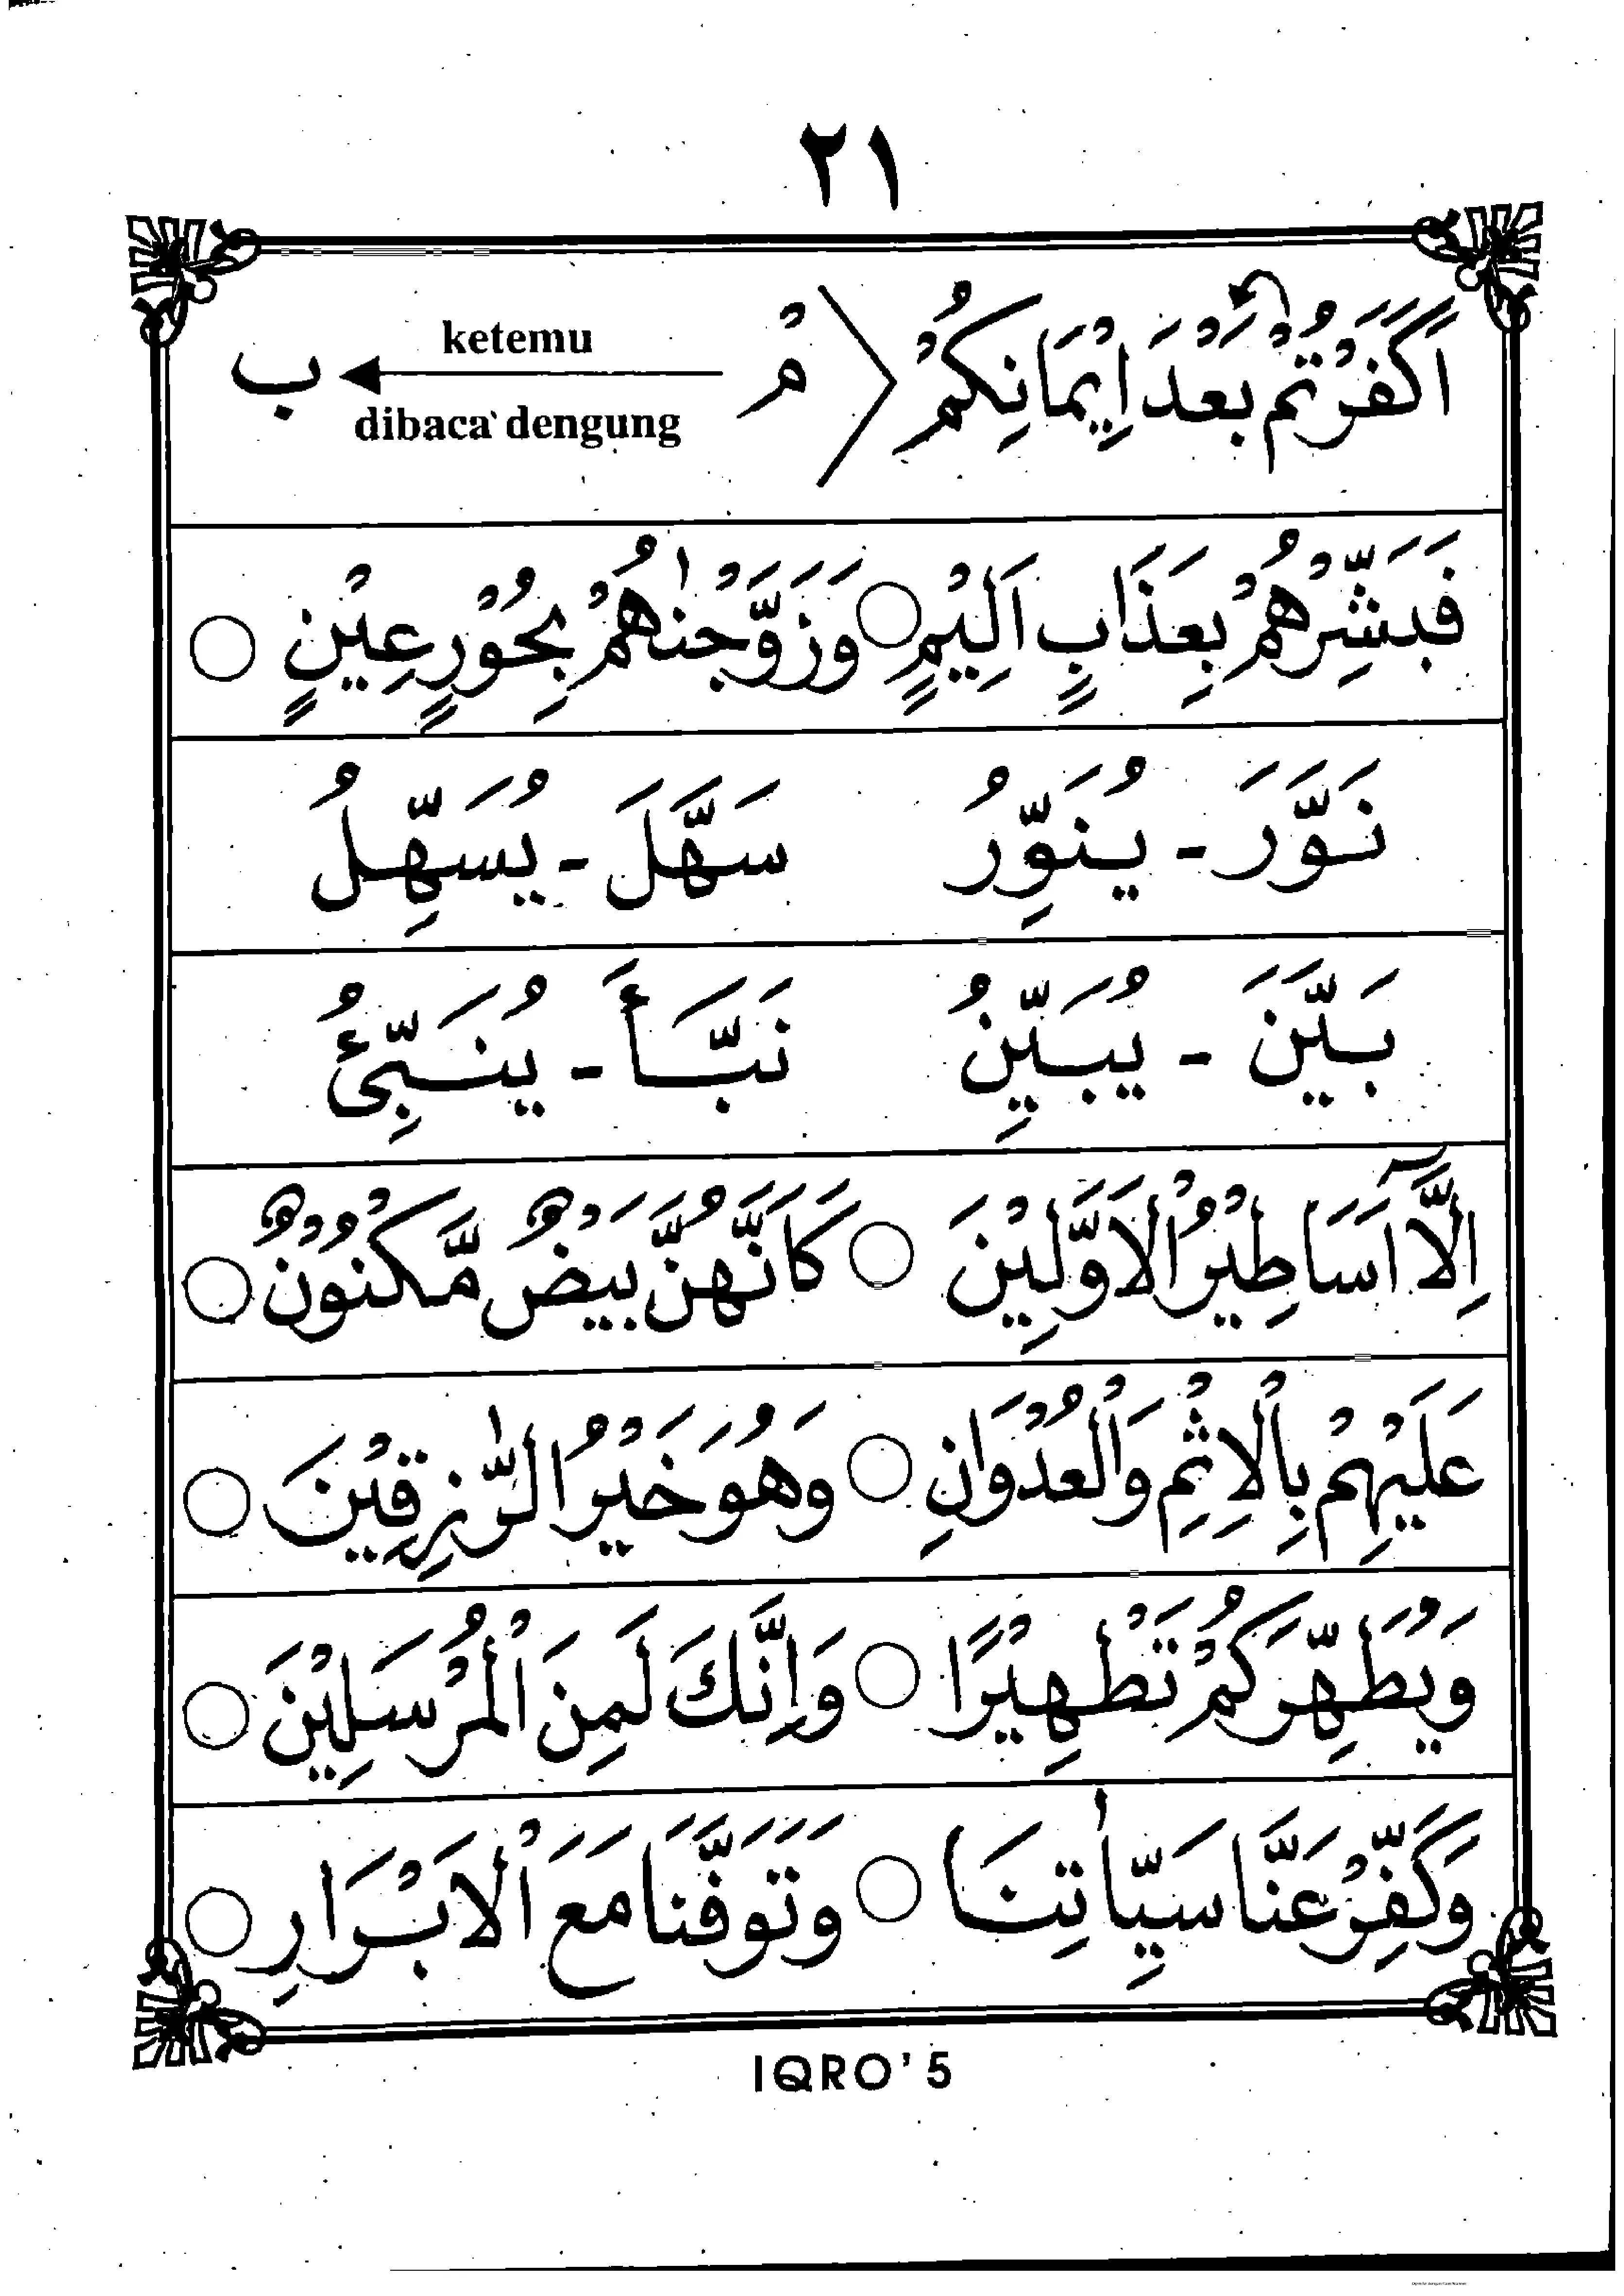 ٢١
اَكَفَرْتُمْ بَعْدَ اِيْمَانِكُمْ  مْ ketemu ب
dibaca dengung
فَبَشِّرْهُمْ بِعَذَابٍ اَلِيْمٍ ○ وَزَوَّجْنٰهُمْ بِحُوْرٍ عِيْنٍ ○
نَوَّرَ - يُنَوِّرُ  سَهَّلَ - يُسَهِّلُ
بَيَّنَ - يُبَيِّنُ  نَبَّأَ - يُنَبِّئُ
اِلَّآ اَسَاطِيْرُ الْاَوَّلِيْنَ ○ كَاَنَّهُنَّ بَيْضٌ مَّكْنُوْنٌ ○
عَلَيْهِمْ بِالْاِثْمِ وَالْعُدْوَانِ ○ وَهُوَ خَيْرُ الرّٰزِقِيْنَ ○
وَيُطَهِّرَكُمْ تَطْهِيْرًا ○ وَاِنَّكَ لَمِنَ الْمُرْسَلِيْنَ ○
وَكَفِّرْ عَنَّا سَيِّاٰتِنَا ○ وَتَوَفَّنَا مَعَ الْاَبْرَارِ ○
IQRO' 5